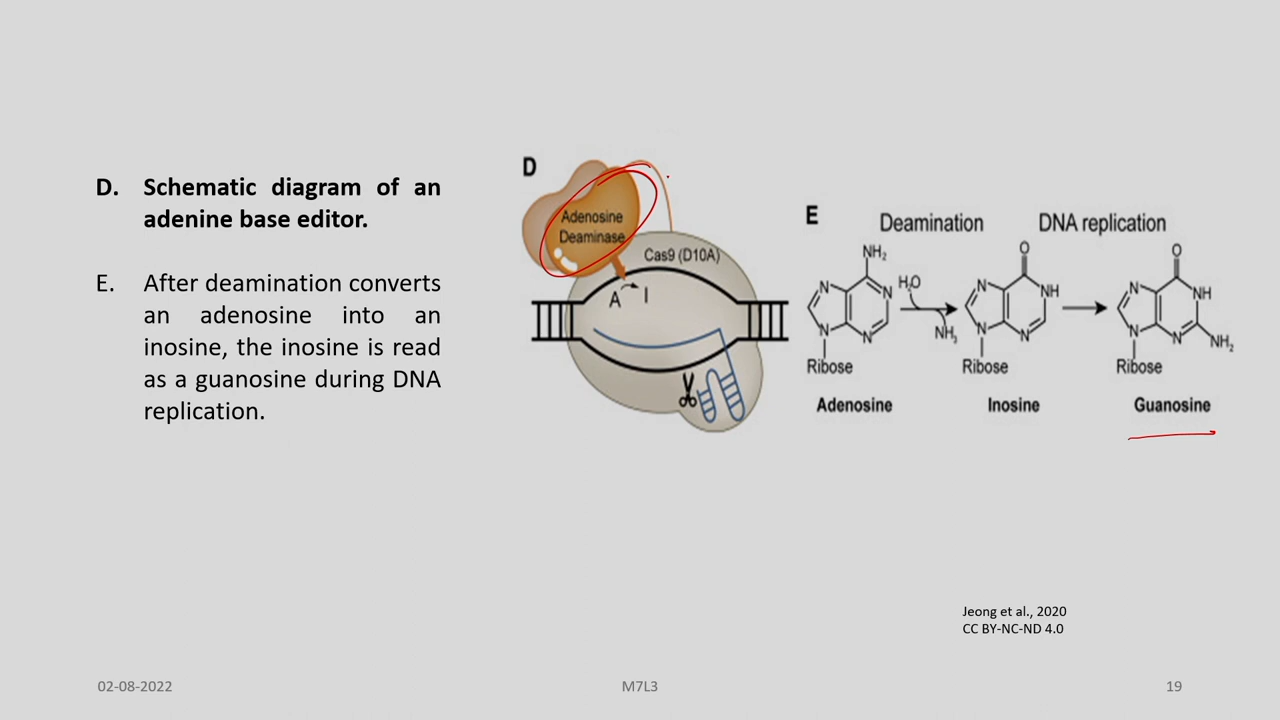 D. Schematic diagram of an
adenine base editor.
E. After deamination converts
an adenosine into an
inosine, the inosine is read
as a guanosine during DNA
replication.
D
Adenosine
Deaminase
Cas9 (D10A)
A I
E
Deamination
DNA replication
NH₂
N
N
N
N
Ribose
Adenosine
H₂O
NH₃
O
N
NH
N
N
Ribose
Inosine
O
N
NH
N
N
NH₂
Ribose
Guanosine
Jeong et al., 2020
CC BY-NC-ND 4.0
02-08-2022
M7L3
19